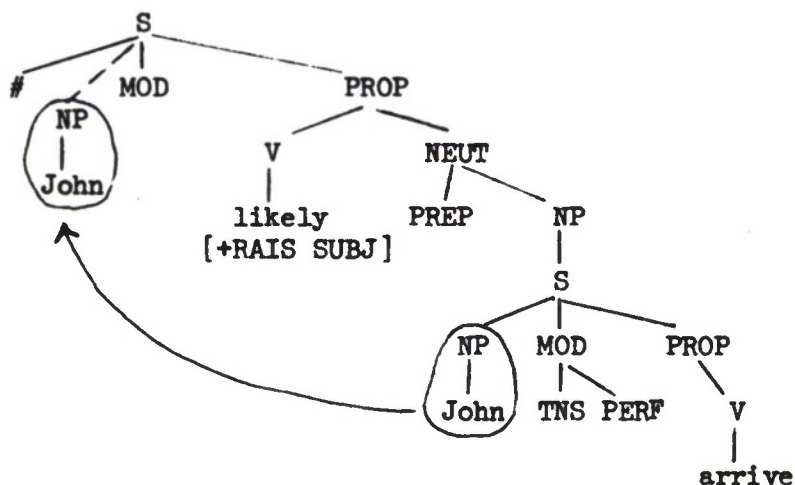 S
# MOD PROP
NP
John
V NEUT
likely PREP NP
[+RAIS SUBJ]
S
NP MOD PROP
John TNS PERF V
arrive